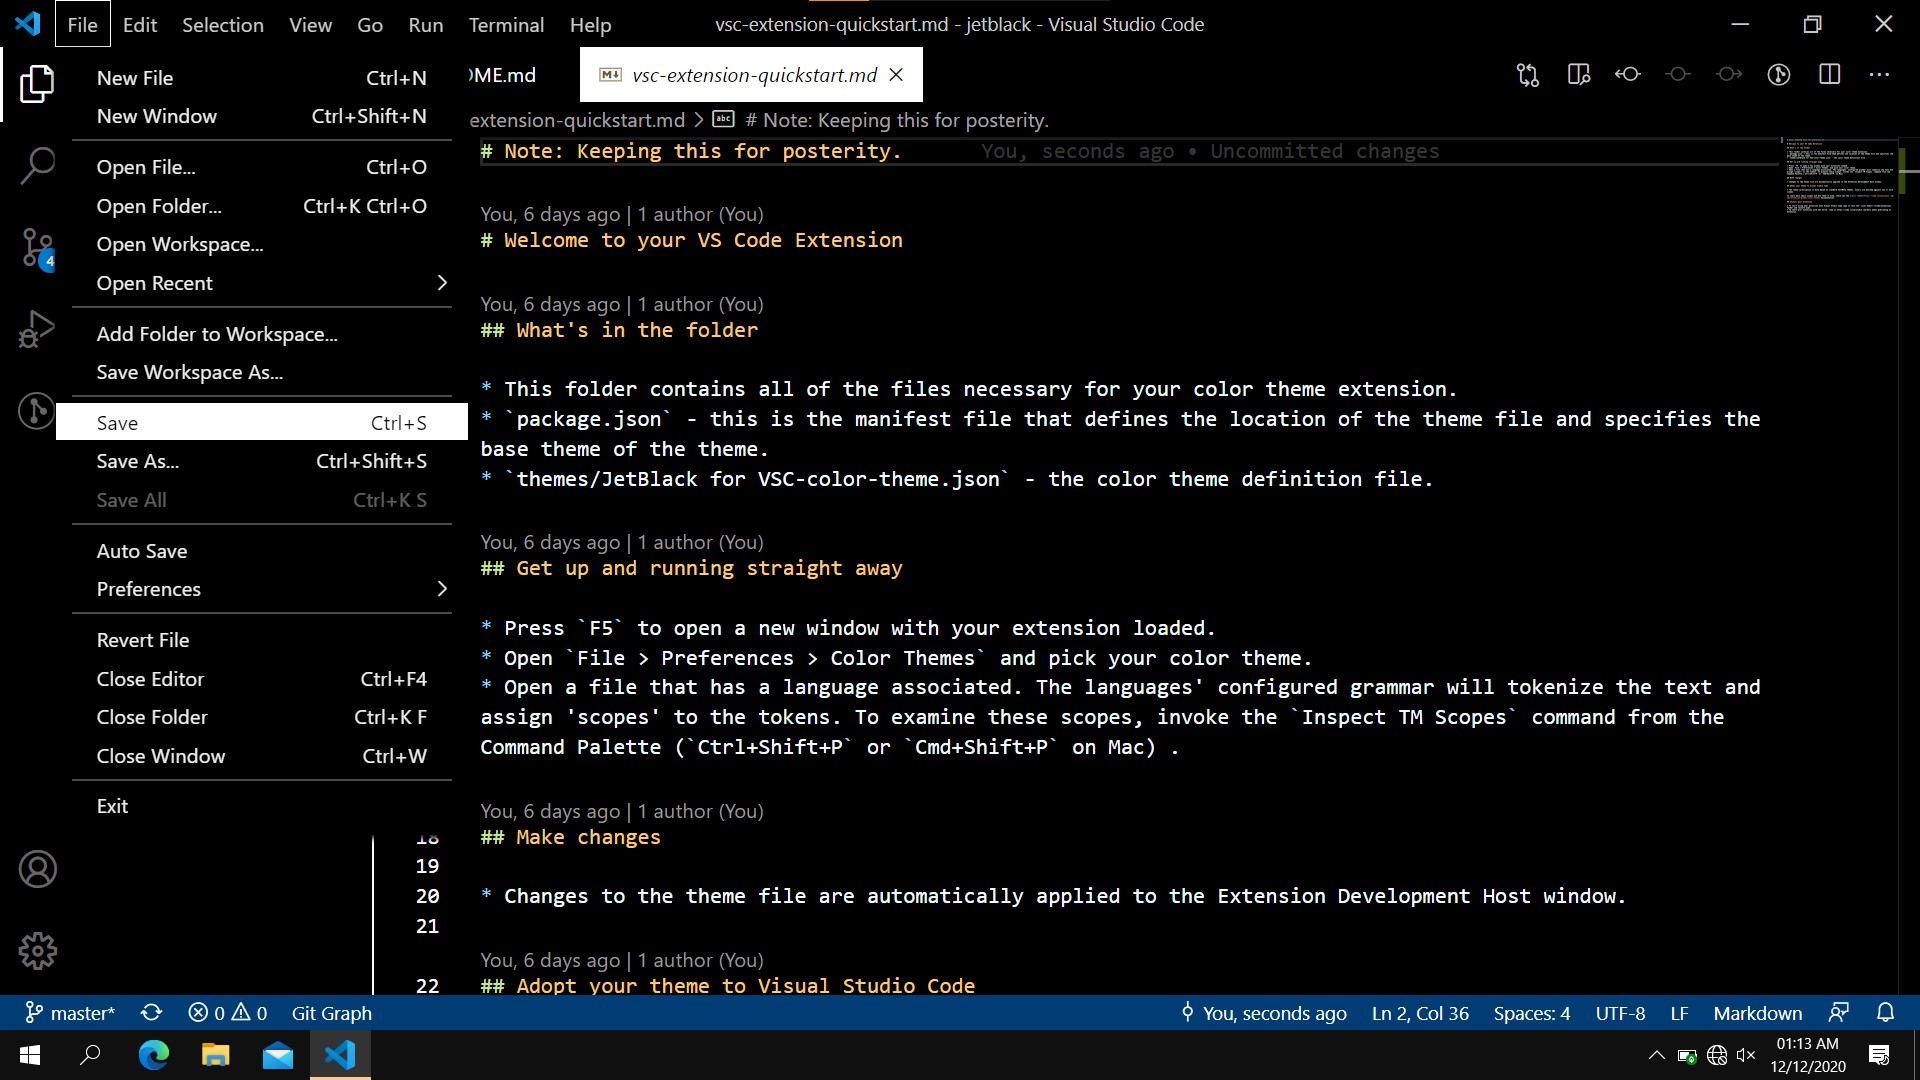 File Edit Selection View Go Run Terminal Help vsc-extension-quickstart.md - jetblack - Visual Studio Code
New File Ctrl+N
New Window Ctrl+Shift+N
Open File... Ctrl+O
Open Folder... Ctrl+K Ctrl+O
Open Workspace...
Open Recent
Add Folder to Workspace...
Save Workspace As...
Save Ctrl+S
Save As... Ctrl+Shift+S
Save All Ctrl+K S
Auto Save
Preferences
Revert File
Close Editor Ctrl+F4
Close Folder Ctrl+K F
Close Window Ctrl+W
Exit
4
ME.md vsc-extension-quickstart.md
extension-quickstart.md > abc # Note: Keeping this for posterity.
# Note: Keeping this for posterity. You, seconds ago • Uncommitted changes
You, 6 days ago | 1 author (You)
# Welcome to your VS Code Extension
You, 6 days ago | 1 author (You)
## What's in the folder
* This folder contains all of the files necessary for your color theme extension.
* `package.json` - this is the manifest file that defines the location of the theme file and specifies the
base theme of the theme.
* `themes/JetBlack for VSC-color-theme.json` - the color theme definition file.
You, 6 days ago | 1 author (You)
## Get up and running straight away
* Press `F5` to open a new window with your extension loaded.
* Open `File > Preferences > Color Themes` and pick your color theme.
* Open a file that has a language associated. The languages' configured grammar will tokenize the text and
assign 'scopes' to the tokens. To examine these scopes, invoke the `Inspect TM Scopes` command from the
Command Palette (`Ctrl+Shift+P` or `Cmd+Shift+P` on Mac) .
You, 6 days ago | 1 author (You)
18 ## Make changes
19
20 * Changes to the theme file are automatically applied to the Extension Development Host window.
21
You, 6 days ago | 1 author (You)
22 ## Adopt your theme to Visual Studio Code
master* 0 0 Git Graph You, seconds ago Ln 2, Col 36 Spaces: 4 UTF-8 LF Markdown
01:13 AM
12/12/2020